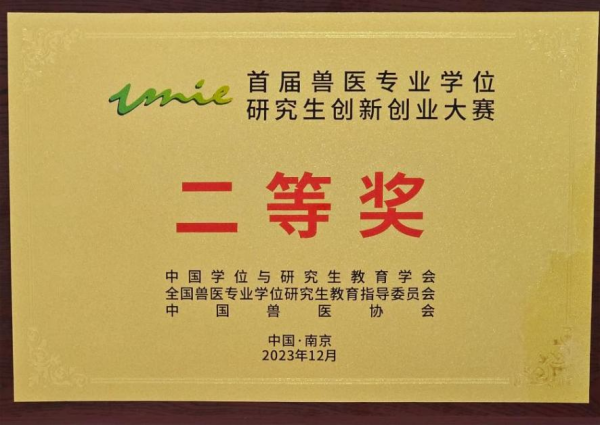 vmie
首届兽医专业学位
研究生创新创业大赛
二等奖
中国学位与研究生教育学会
全国兽医专业学位研究生教育指导委员会
中国兽医协会
中国·南京
2023年12月